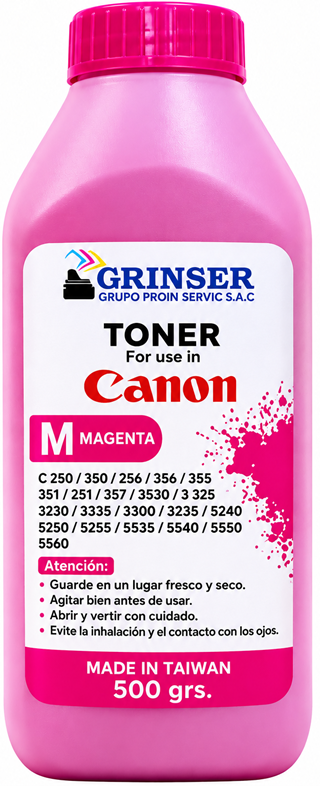 GRINSER
GRUPO PROIN SERVIC S.A.C
TONER
For use in
Canon
M MAGENTA
C 250 / 350 / 256 / 356 / 355
351 / 251 / 357 / 3530 / 3 325
3230 / 3335 / 3300 / 3235 / 5240
5250 / 5255 / 5535 / 5540 / 5550
5560
Atención:
• Guarde en un lugar fresco y seco.
• Agitar bien antes de usar.
• Abrir y vertir con cuidado.
• Evite la inhalación y el contacto con los ojos.
MADE IN TAIWAN
500 grs.